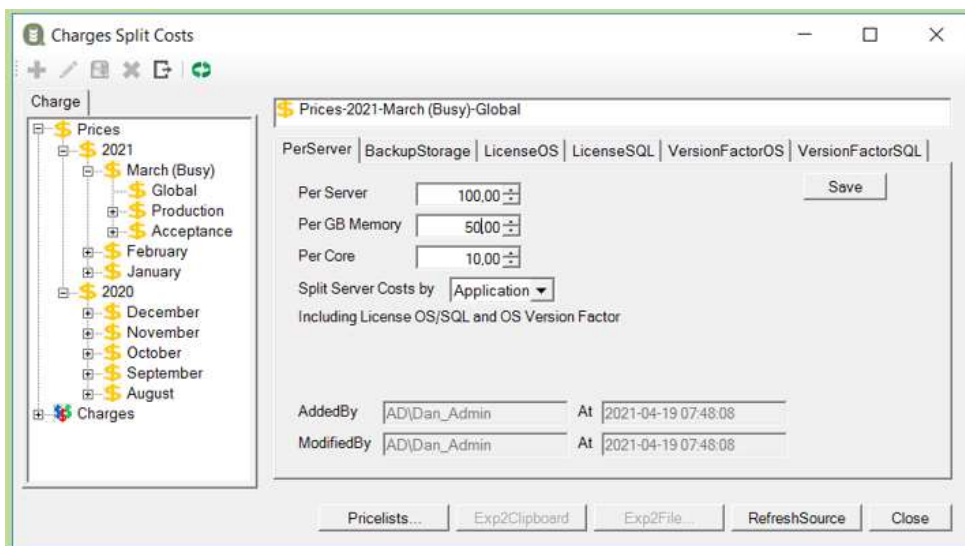 Charges Split Costs
Charge
Prices
2021
March (Busy)
Global
Production
Acceptance
February
January
2020
December
November
October
September
August
Charges
Prices-2021-March (Busy)-Global
PerServer BackupStorage LicenseOS LicenseSQL VersionFactorOS VersionFactorSQL
Per Server 100,00 Save
Per GB Memory 50,00
Per Core 10,00
Split Server Costs by Application
Including License OS/SQL and OS Version Factor
AddedBy AD\Dan_Admin At 2021-04-19 07:48:08
ModifiedBy AD\Dan_Admin At 2021-04-19 07:48:08
Pricelists... Exp2Clipboard Exp2File... RefreshSource Close